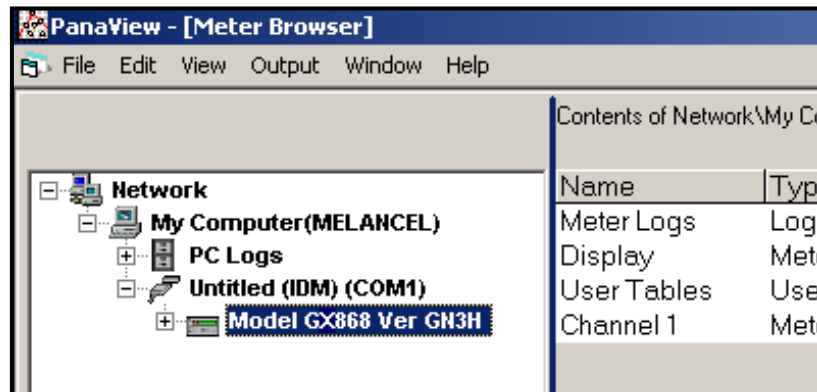 PanaView - [Meter Browser]
File Edit View Output Window Help
Contents of Network\My
Network
My Computer(MELANCEL)
PC Logs
Untitled (IDM) (COM1)
Model GX868 Ver GN3H
Name
Meter Logs
Display
User Tables
Channel 1